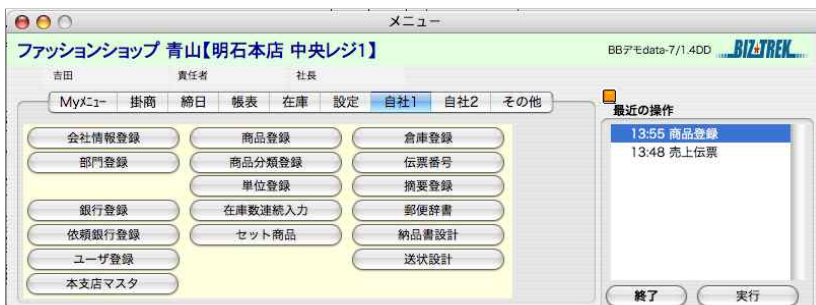 メニュー
ファッションショップ 青山【明石本店 中央レジ1】
BBデモdata-7/1.4DD BIZ★TREK
吉田 責任者 社長
Myメニュー 掛商 締日 帳表 在庫 設定 自社1 自社2 その他
最近の操作
会社情報登録 商品登録 倉庫登録
13:55 商品登録
部門登録 商品分類登録 伝票番号
13:48 売上伝票
単位登録 摘要登録
銀行登録 在庫数連続入力 郵便辞書
依頼銀行登録 セット商品 納品書設計
ユーザ登録 送状設計
本支店マスタ
終了 実行